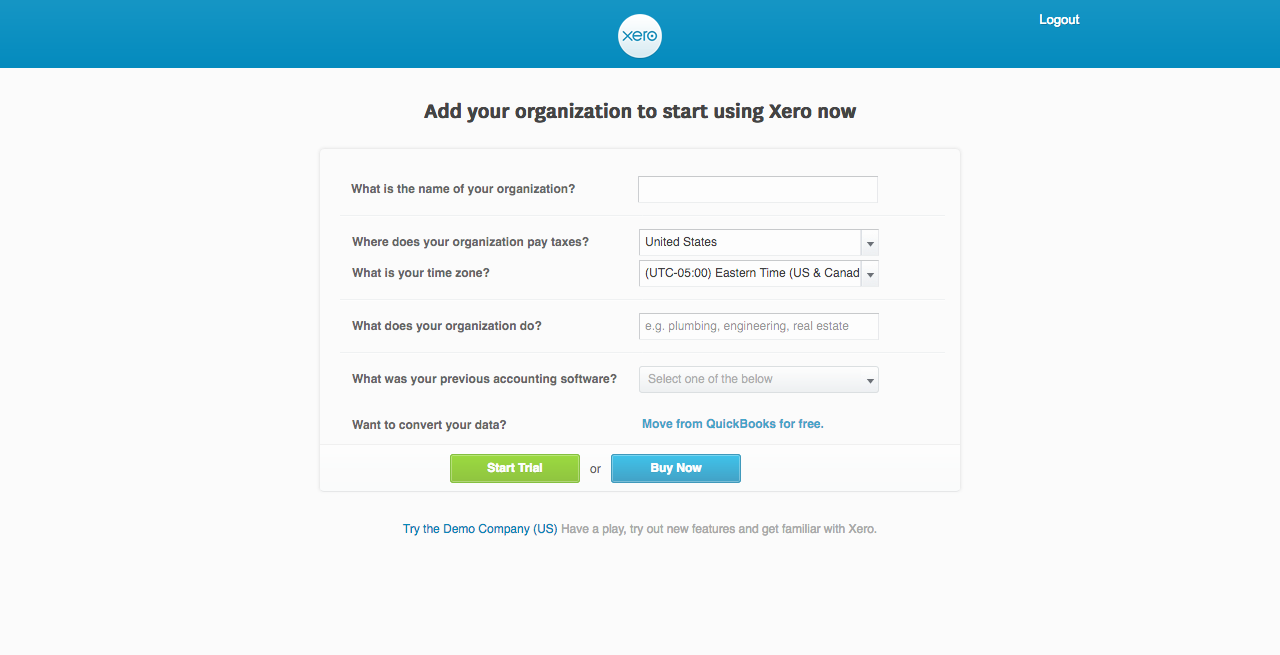 xero
Logout
Add your organization to start using Xero now
What is the name of your organization?
Where does your organization pay taxes? United States
What is your time zone? (UTC-05:00) Eastern Time (US & Canad
What does your organization do? e.g. plumbing, engineering, real estate
What was your previous accounting software? Select one of the below
Want to convert your data? Move from QuickBooks for free.
Start Trial or Buy Now
Try the Demo Company (US) Have a play, try out new features and get familiar with Xero.